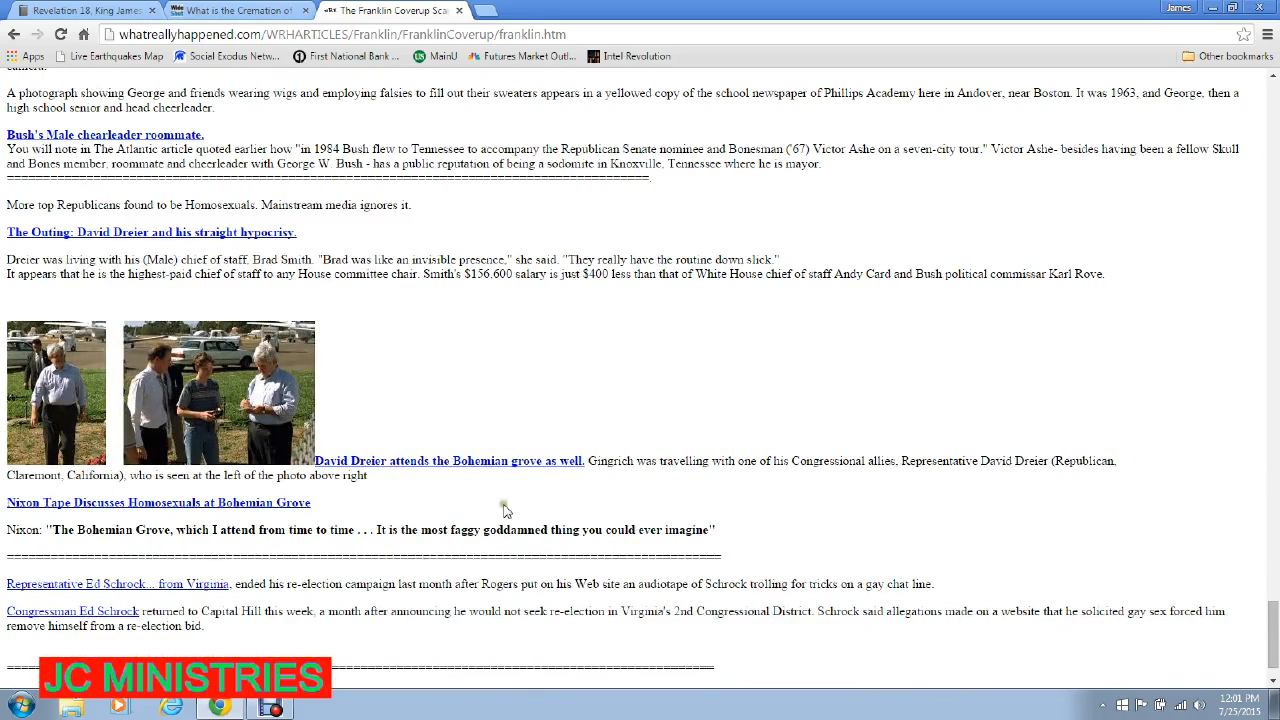 Revelation 18, King James
What is the Cremation of
The Franklin Coverup Sca
James
whatreallyhappened.com/WRHARTICLES/Franklin/FranklinCoverup/franklin.htm
Apps Live Earthquakes Map Social Exodus Netw... First National Bank ... MainU Futures Market Outl... Intel Revolution Other bookmarks
camera.
A photograph showing George and friends wearing wigs and employing falsies to fill out their sweaters appears in a yellowed copy of the school newspaper of Phillips Academy here in Andover, near Boston. It was 1963, and George, then a
high school senior and head cheerleader.
Bush's Male chearleader roommate.
You will note in The Atlantic article quoted earlier how "in 1984 Bush flew to Tennessee to accompany the Republican Senate nominee and Bonesman ('67) Victor Ashe on a seven-city tour." Victor Ashe- besides having been a fellow Skull
and Bones member, roommate and cheerleader with George W. Bush - has a public reputation of being a sodomite in Knoxville, Tennessee where he is mayor.
More top Republicans found to be Homosexuals. Mainstream media ignores it.
The Outing: David Dreier and his straight hypocrisy.
Dreier was living with his (Male) chief of staff, Brad Smith. "Brad was like an invisible presence," she said. "They really have the routine down slick."
It appears that he is the highest-paid chief of staff to any House committee chair. Smith's $156,600 salary is just $400 less than that of White House chief of staff Andy Card and Bush political commissar Karl Rove.
David Dreier attends the Bohemian grove as well. Gingrich was travelling with one of his Congressional allies, Representative David Dreier (Republican,
Claremont, California), who is seen at the left of the photo above right
Nixon Tape Discusses Homosexuals at Bohemian Grove
Nixon: "The Bohemian Grove, which I attend from time to time . . . It is the most faggy goddamned thing you could ever imagine"
Representative Ed Schrock... from Virginia, ended his re-election campaign last month after Rogers put on his Web site an audiotape of Schrock trolling for tricks on a gay chat line.
Congressman Ed Schrock returned to Capital Hill this week, a month after announcing he would not seek re-election in Virginia's 2nd Congressional District. Schrock said allegations made on a website that he solicited gay sex forced him
remove himself from a re-election bid.
JC MINISTRIES
12:01 PM
7/25/2015